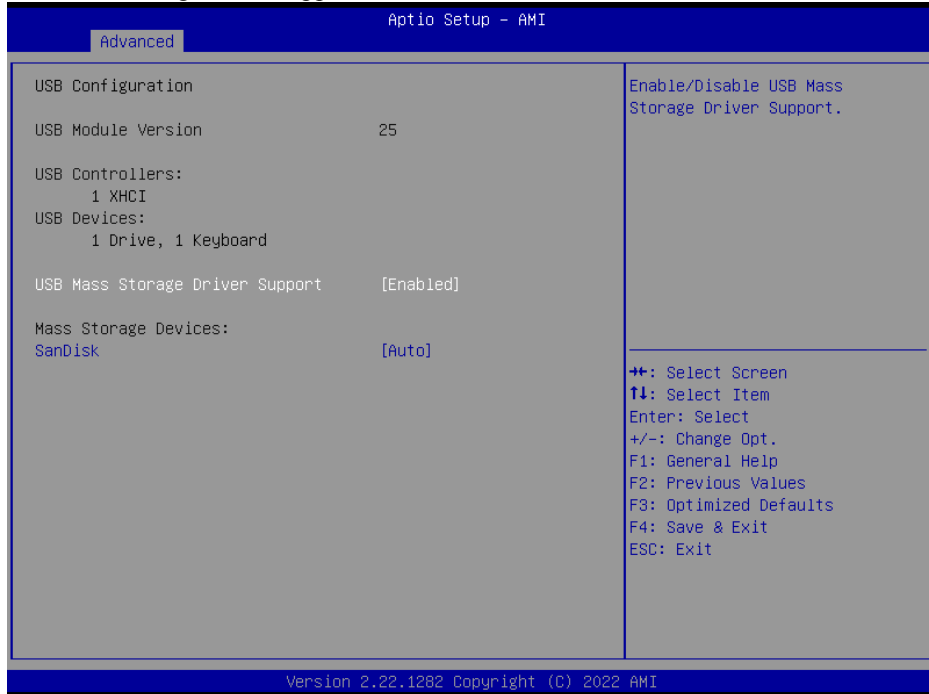 Aptio Setup – AMI
Advanced
USB Configuration
USB Module Version 25
USB Controllers:
1 XHCI
USB Devices:
1 Drive, 1 Keyboard
USB Mass Storage Driver Support [Enabled]
Mass Storage Devices:
SanDisk [Auto]
Enable/Disable USB Mass
Storage Driver Support.
→←: Select Screen
↑↓: Select Item
Enter: Select
+/-: Change Opt.
F1: General Help
F2: Previous Values
F3: Optimized Defaults
F4: Save & Exit
ESC: Exit
Version 2.22.1282 Copyright (C) 2022 AMI